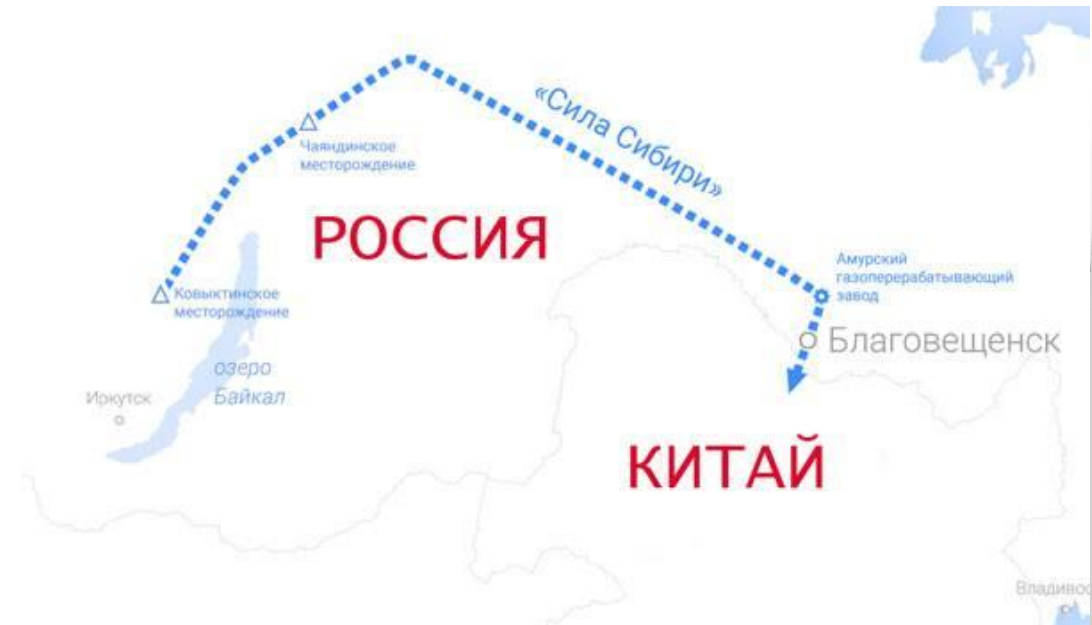 «Сила Сибири»
Чаяндинское
месторождение
РОССИЯ
Амурский
газоперерабатывающий
завод
Ковыктинское
месторождение
Благовещенск
озеро
Байкал
Иркутск
КИТАЙ